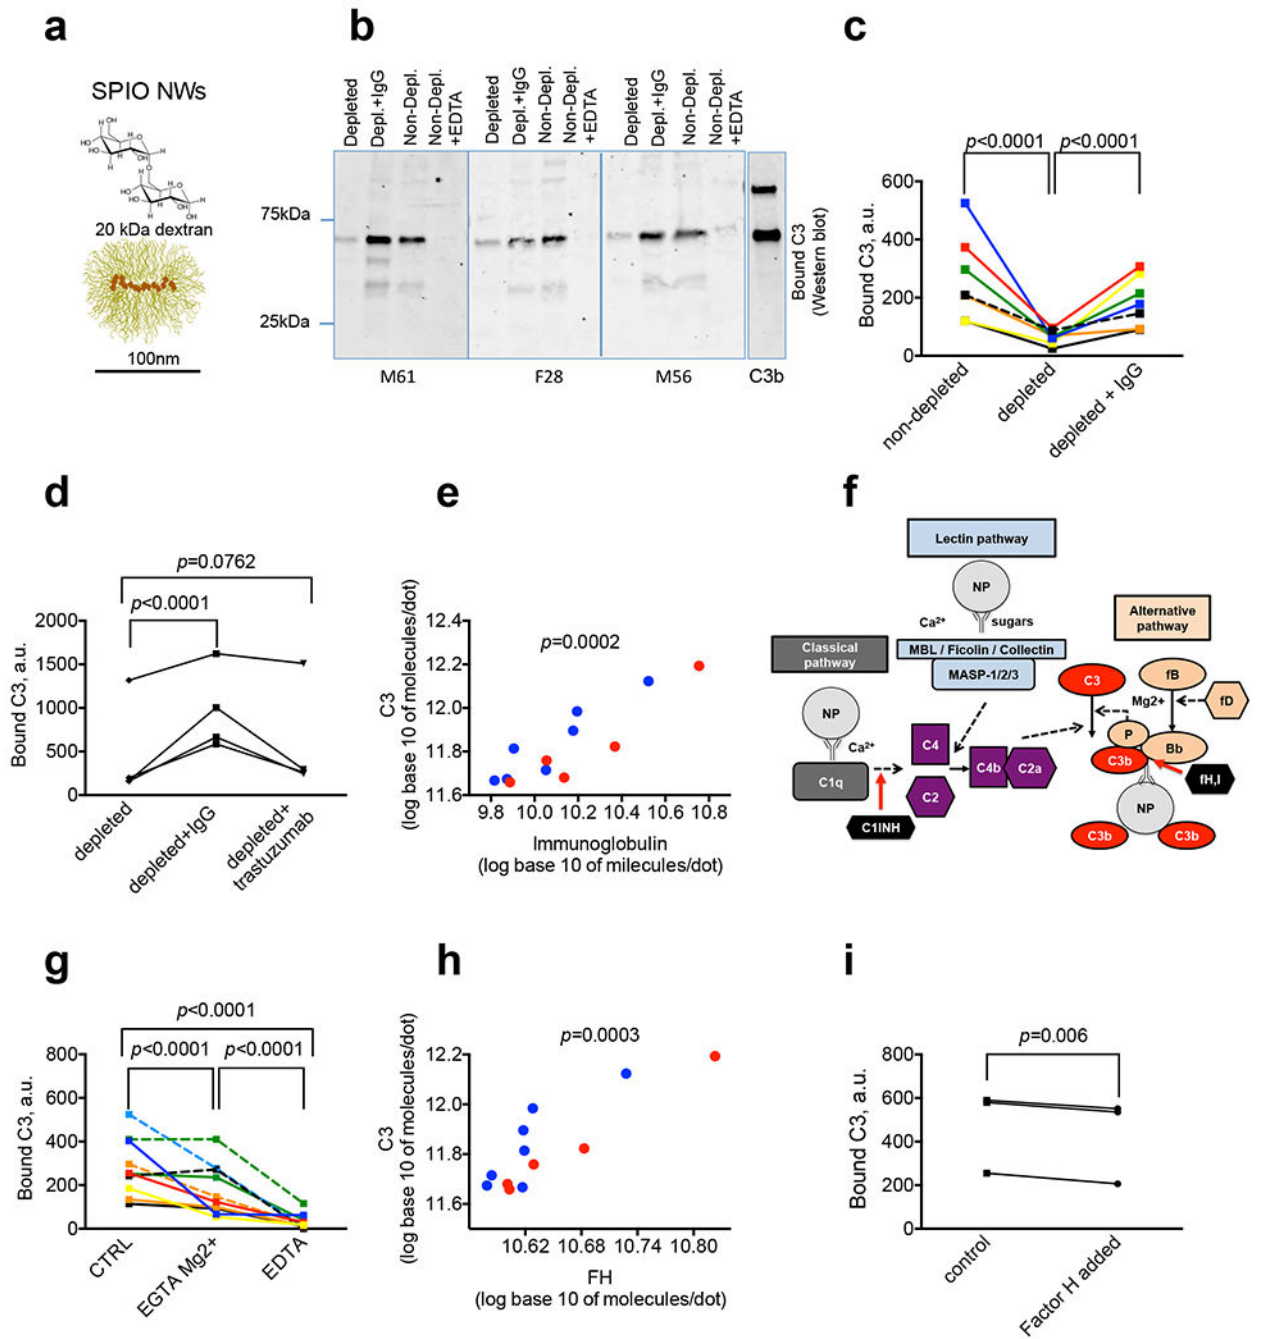 a
SPIO NWs
H
OH
HO
H
O
HO
H
H
OH
H
OH
H
O
H
HO
H
O
HO
H
H
OH
H
OH
20 kDa dextran
100nm
b
Depleted
Depl.+IgG
Non-Depl.
Non-Depl.
+EDTA
Depleted
Depl.+IgG
Non-Depl.
Non-Depl.
+EDTA
Depleted
Depl.+IgG
Non-Depl.
Non-Depl.
+EDTA
75kDa
25kDa
M61
F28
M56
C3b
Bound C3
(Western blot)
c
p<0.0001
p<0.0001
Bound C3, a.u.
600
400
200
0
non-depleted
depleted
depleted + IgG
d
p=0.0762
p<0.0001
Bound C3, a.u.
2000
1500
1000
500
0
depleted
depleted+IgG
depleted+
trastuzumab
e
C3
(log base 10 of molecules/dot)
12.4
12.2
12.0
11.8
11.6
p=0.0002
9.8
10.0
10.2
10.4
10.6
10.8
Immunoglobulin
(log base 10 of milecules/dot)
f
Lectin pathway
NP
Ca²⁺
sugars
MBL / Ficolin / Collectin
MASP-1/2/3
Classical
pathway
NP
Ca²⁺
C1q
C1INH
C4
C2
C4b
C2a
Alternative
pathway
C3
fB
Mg2+
fD
P
Bb
C3b
fH,I
NP
C3b
C3b
g
p<0.0001
p<0.0001
p<0.0001
Bound C3, a.u.
800
600
400
200
0
CTRL
EGTA Mg2+
EDTA
h
C3
(log base 10 of molecules/dot)
12.2
12.0
11.8
11.6
p=0.0003
10.62
10.68
10.74
10.80
FH
(log base 10 of molecules/dot)
i
p=0.006
Bound C3, a.u.
800
600
400
200
0
control
Factor H added